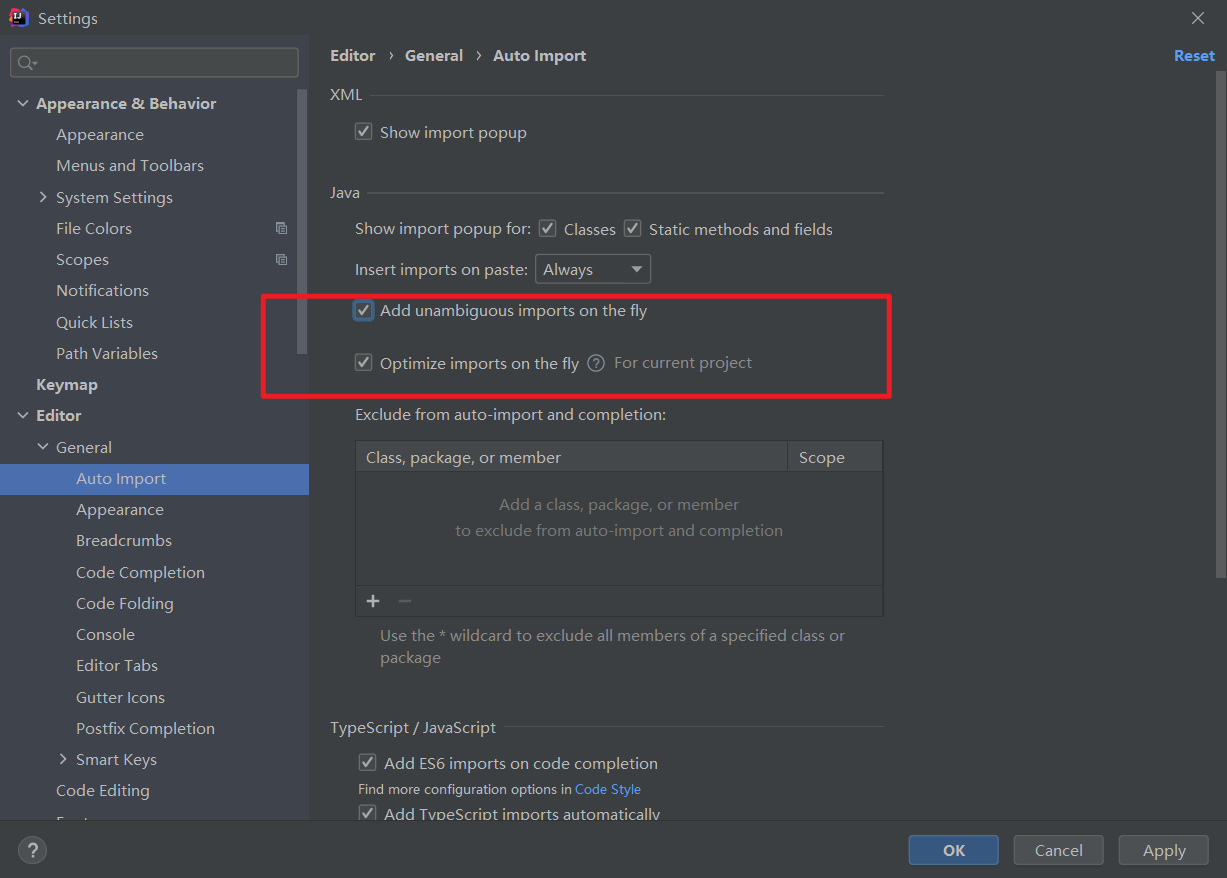 Settings
Appearance & Behavior
Appearance
Menus and Toolbars
System Settings
File Colors
Scopes
Notifications
Quick Lists
Path Variables
Keymap
Editor
General
Auto Import
Appearance
Breadcrumbs
Code Completion
Code Folding
Console
Editor Tabs
Gutter Icons
Postfix Completion
Smart Keys
Code Editing
Editor › General › Auto Import
Reset
XML
Show import popup
Java
Show import popup for: Classes Static methods and fields
Insert imports on paste: Always
Add unambiguous imports on the fly
Optimize imports on the fly ? For current project
Exclude from auto-import and completion:
Class, package, or member Scope
Add a class, package, or member
to exclude from auto-import and completion
Use the * wildcard to exclude all members of a specified class or
package
TypeScript / JavaScript
Add ES6 imports on code completion
Find more configuration options in Code Style
Add TypeScript imports automatically
?
OK Cancel Apply